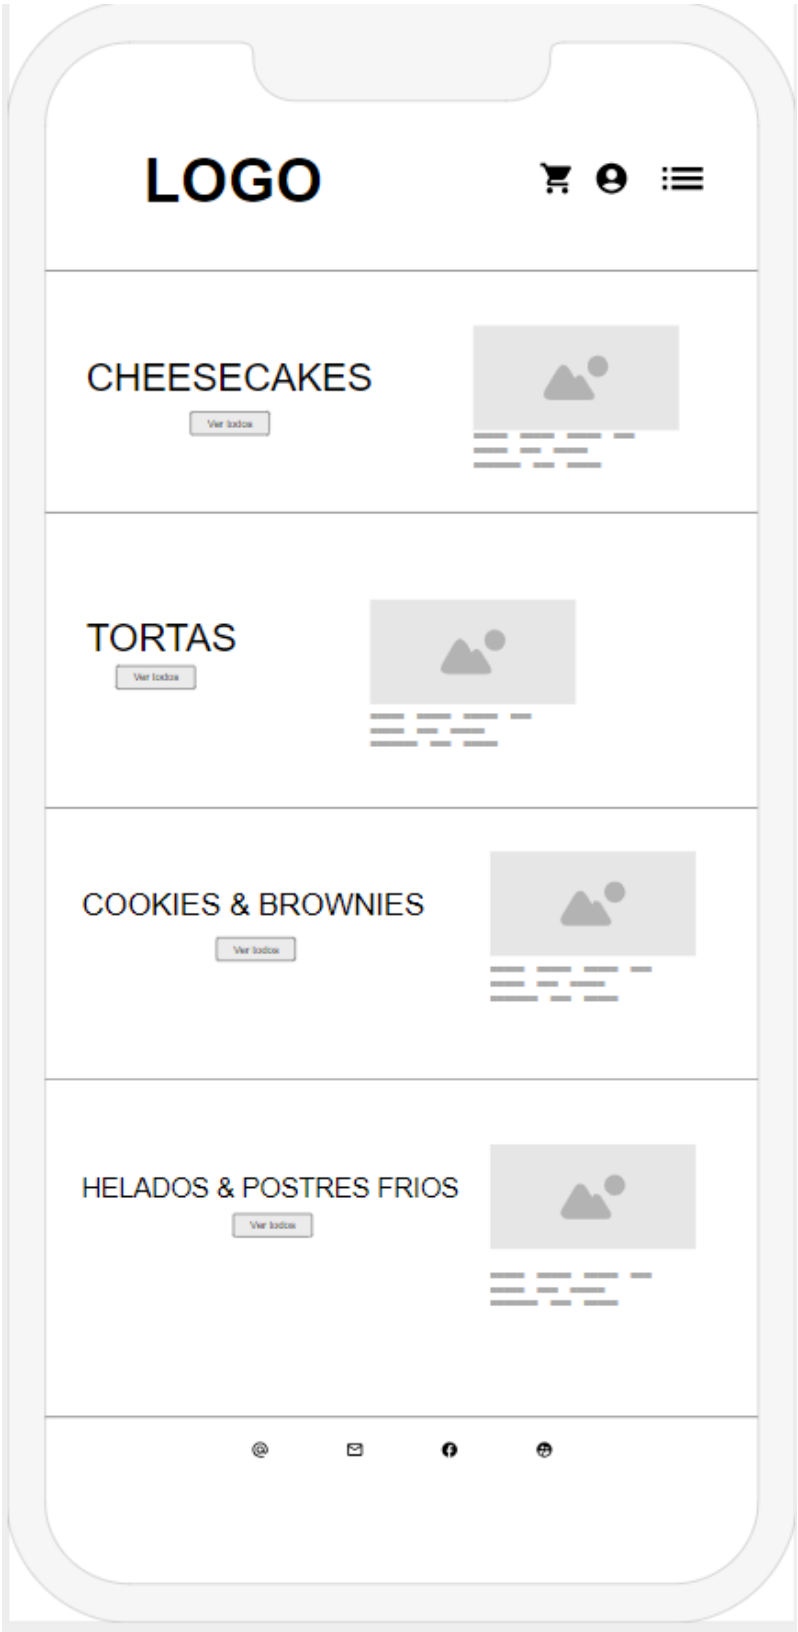 LOGO
CHEESECAKES
Ver todos
TORTAS
Ver todos
COOKIES & BROWNIES
Ver todos
HELADOS & POSTRES FRIOS
Ver todos